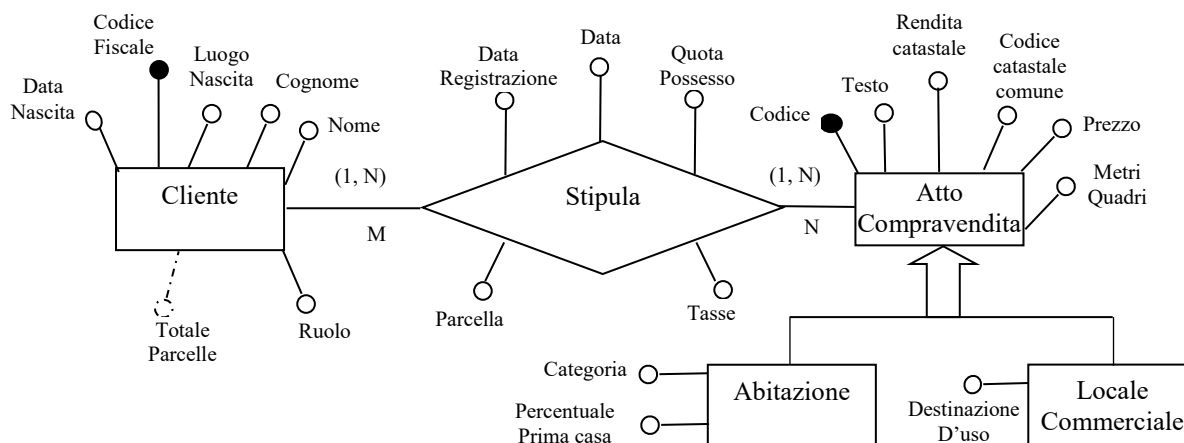 Codice
Fiscale
Data
Nascita
Luogo
Nascita
Cognome
Nome
Cliente
Totale
Parcelle
Ruolo
(1, N)
M
Data
Registrazione
Data
Quota
Possesso
Stipula
Parcella
Tasse
(1, N)
N
Codice
Testo
Rendita
catastale
Codice
catastale
comune
Prezzo
Metri
Quadri
Atto
Compravendita
Categoria
Percentuale
Prima casa
Abitazione
Destinazione
D'uso
Locale
Commerciale